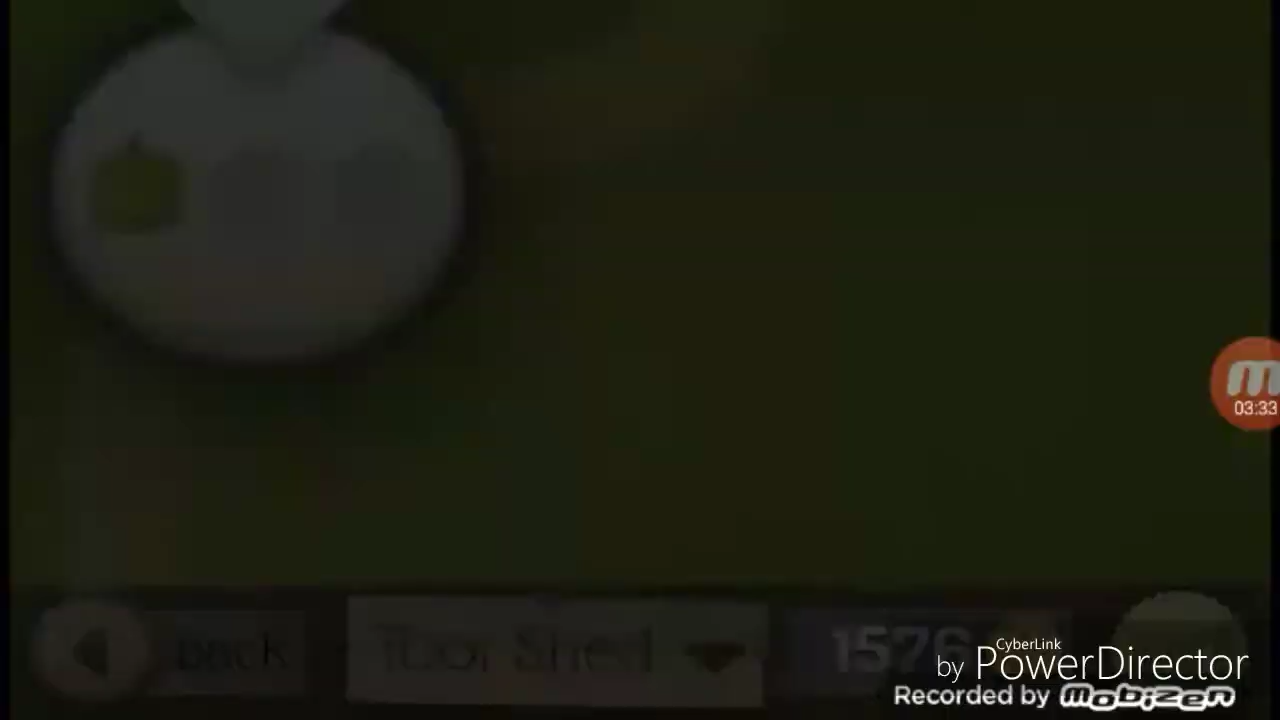 m
03:33
Back
Tool Shed
1576
CyberLink
by PowerDirector
Recorded by mobizen